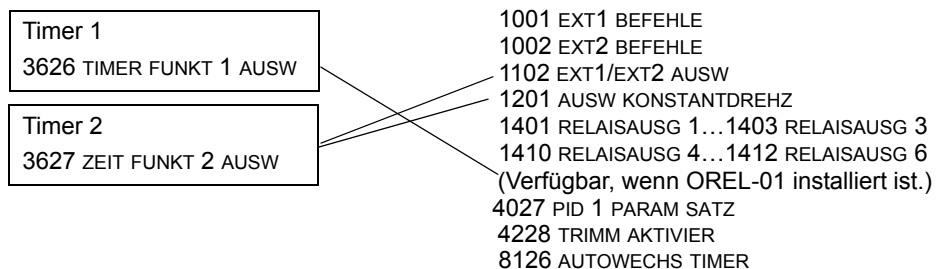 Timer 1
3626 TIMER FUNKT 1 AUSW
Timer 2
3627 ZEIT FUNKT 2 AUSW
1001 EXT1 BEFEHLE
1002 EXT2 BEFEHLE
1102 EXT1/EXT2 AUSW
1201 AUSW KONSTANTDREHZ
1401 RELAISAUSG 1…1403 RELAISAUSG 3
1410 RELAISAUSG 4…1412 RELAISAUSG 6
(Verfügbar, wenn OREL-01 installiert ist.)
4027 PID 1 PARAM SATZ
4228 TRIMM AKTIVIER
8126 AUTOWECHS TIMER